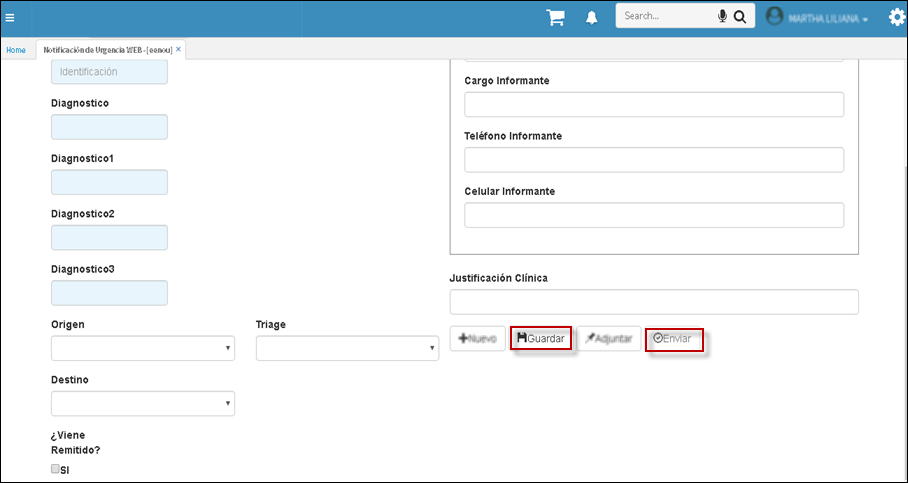 Search...
MARTHA LILIANA
Home
Notificación de Urgencia WEB - [eenou] ×
Identificación
Diagnostico
Diagnostico1
Diagnostico2
Diagnostico3
Origen
Triage
Destino
¿Viene
Remitido?
SI
Cargo Informante
Teléfono Informante
Celular Informante
Justificación Clínica
Nuevo
Guardar
Adjuntar
Enviar